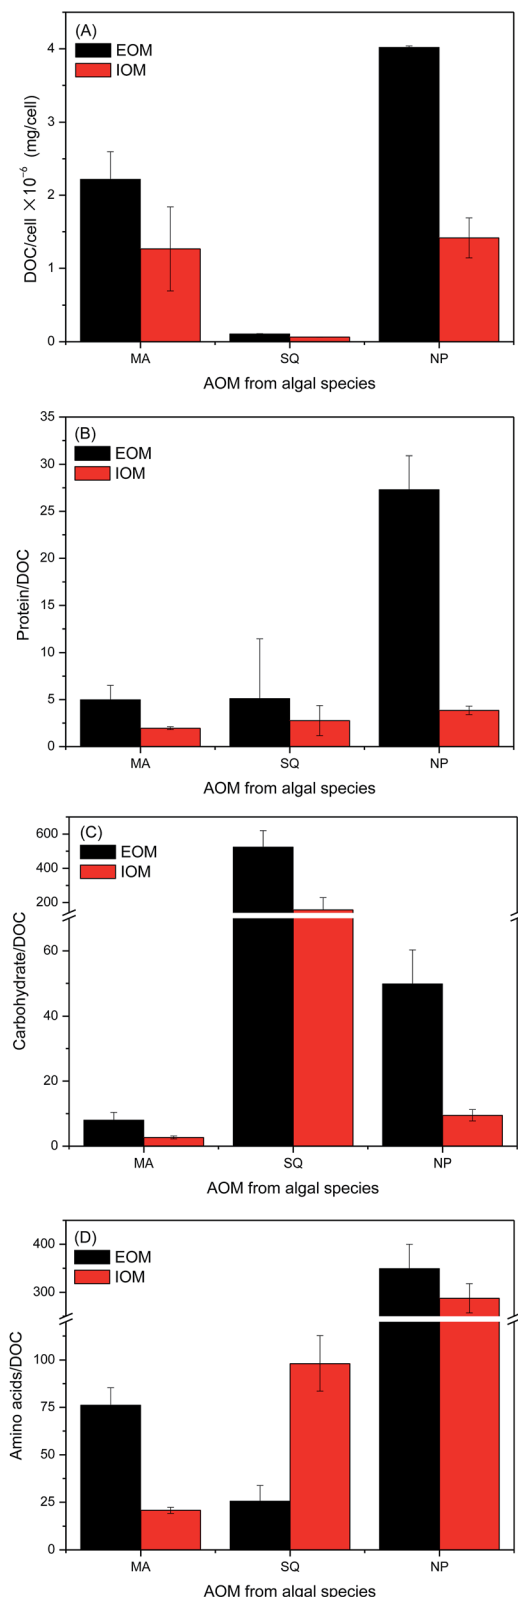 (A)
EOM
IOM
4
3
2
1
0
DOC/cell ×10⁻⁶ (mg/cell)
MA
SQ
NP
AOM from algal species
(B)
EOM
IOM
35
30
25
20
15
10
5
0
Protein/DOC
MA
SQ
NP
AOM from algal species
(C)
EOM
IOM
600
400
200
60
40
20
0
Carbohydrate/DOC
MA
SQ
NP
AOM from algal species
(D)
EOM
IOM
400
300
100
75
50
25
0
Amino acids/DOC
MA
SQ
NP
AOM from algal species